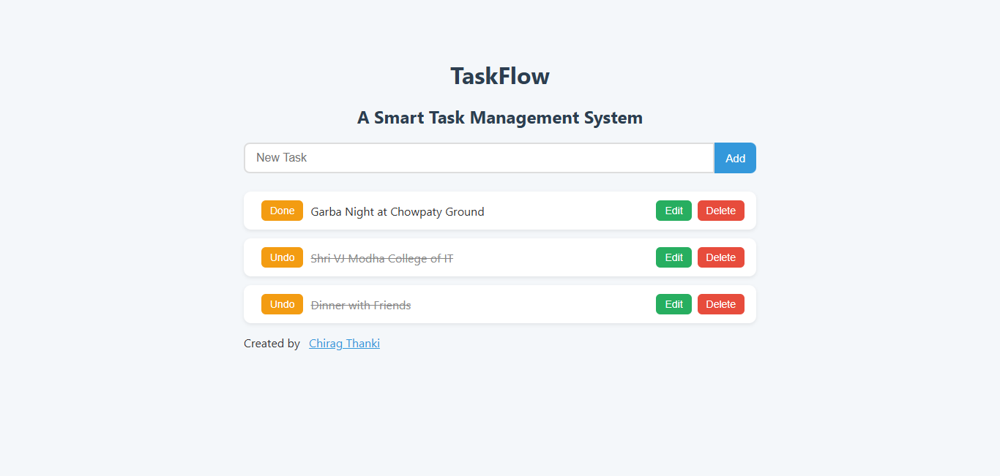 TaskFlow
A Smart Task Management System
New Task Add
Done Garba Night at Chowpaty Ground Edit Delete
Undo Shri VJ Modha College of IT Edit Delete
Undo Dinner with Friends Edit Delete
Created by Chirag Thanki